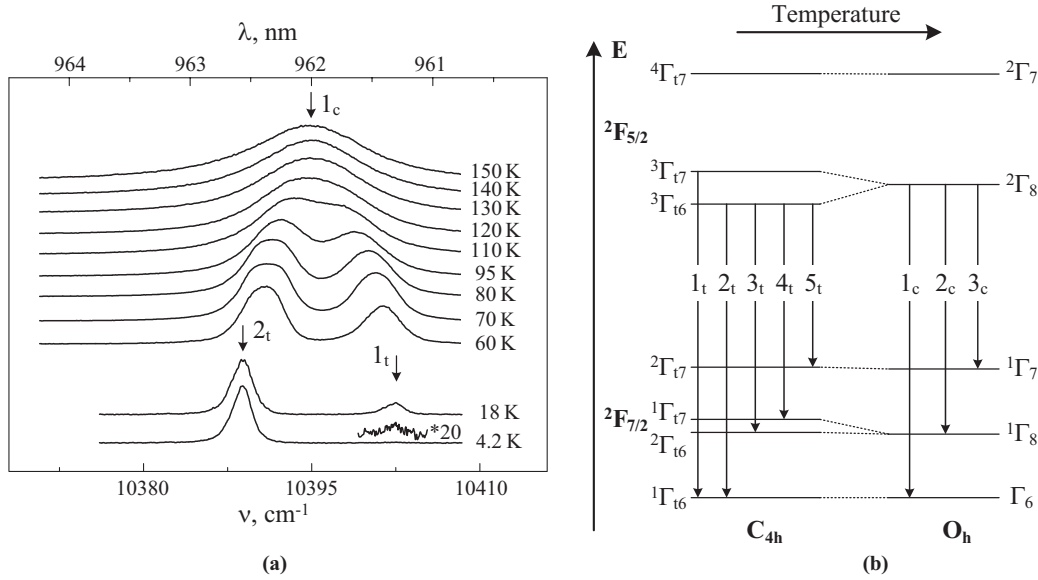 λ, nm
964 963 962 961
1c
150 K
140 K
130 K
120 K
110 K
95 K
80 K
70 K
60 K
2t
1t
18 K
*20
4.2 K
10380 10395 10410
ν, cm-1
(a)
Temperature
E
⁴Γt7 ²Γ7
²F5/2
³Γt7
²Γ8
³Γt6
1t 2t 3t 4t 5t 1c 2c 3c
²Γt7 ¹Γ7
¹Γt7
²F7/2
¹Γ8
²Γt6
¹Γt6 Γ6
C4h Oh
(b)